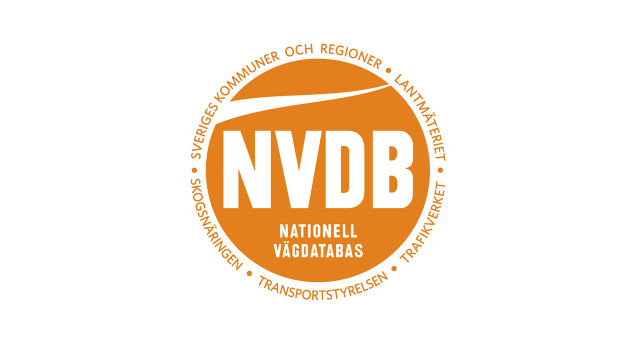 SVERIGES KOMMUNER OCH REGIONER • LANTMÄTERIET • TRAFIKVERKET • TRANSPORTSTYRELSEN • SKOGSNÄRINGEN •
NVDB
NATIONELL
VÄGDATABAS